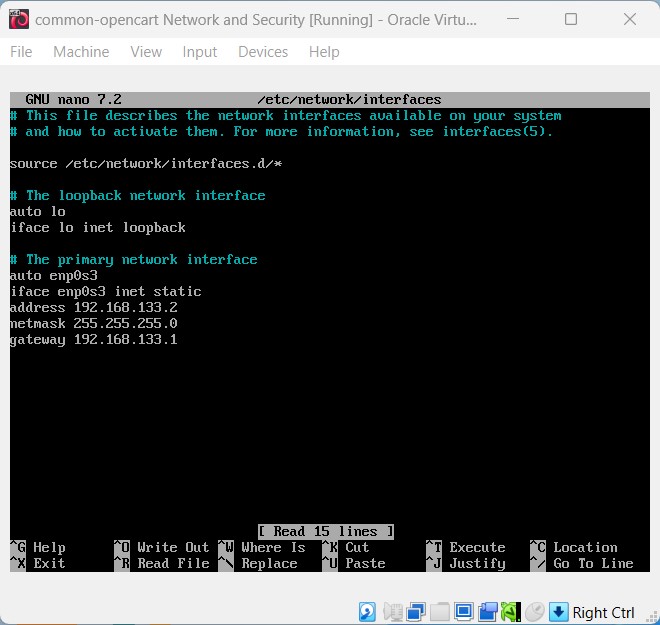 common-opencart Network and Security [Running] - Oracle Virtu...
File Machine View Input Devices Help
GNU nano 7.2 /etc/network/interfaces
# This file describes the network interfaces available on your system
# and how to activate them. For more information, see interfaces(5).
source /etc/network/interfaces.d/*
# The loopback network interface
auto lo
iface lo inet loopback
# The primary network interface
auto enp0s3
iface enp0s3 inet static
address 192.168.133.2
netmask 255.255.255.0
gateway 192.168.133.1
[ Read 15 lines ]
^G Help ^O Write Out ^W Where Is ^K Cut ^T Execute ^C Location
^X Exit ^R Read File ^\ Replace ^U Paste ^J Justify ^/ Go To Line
Right Ctrl